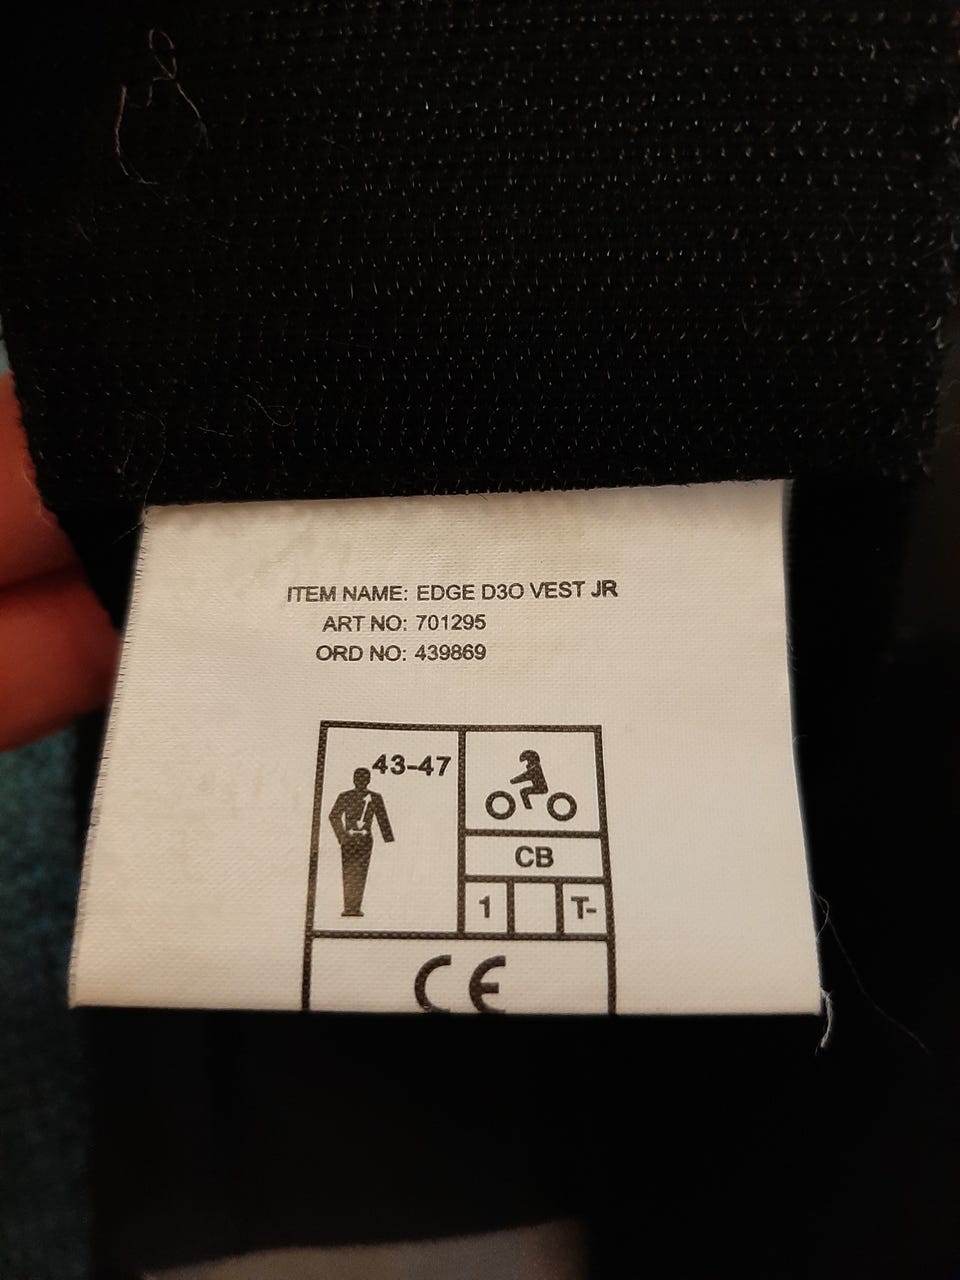 ITEM NAME: EDGE D3O VEST JR
ART NO: 701295
ORD NO: 439869
43-47
CB
1 T-
CE